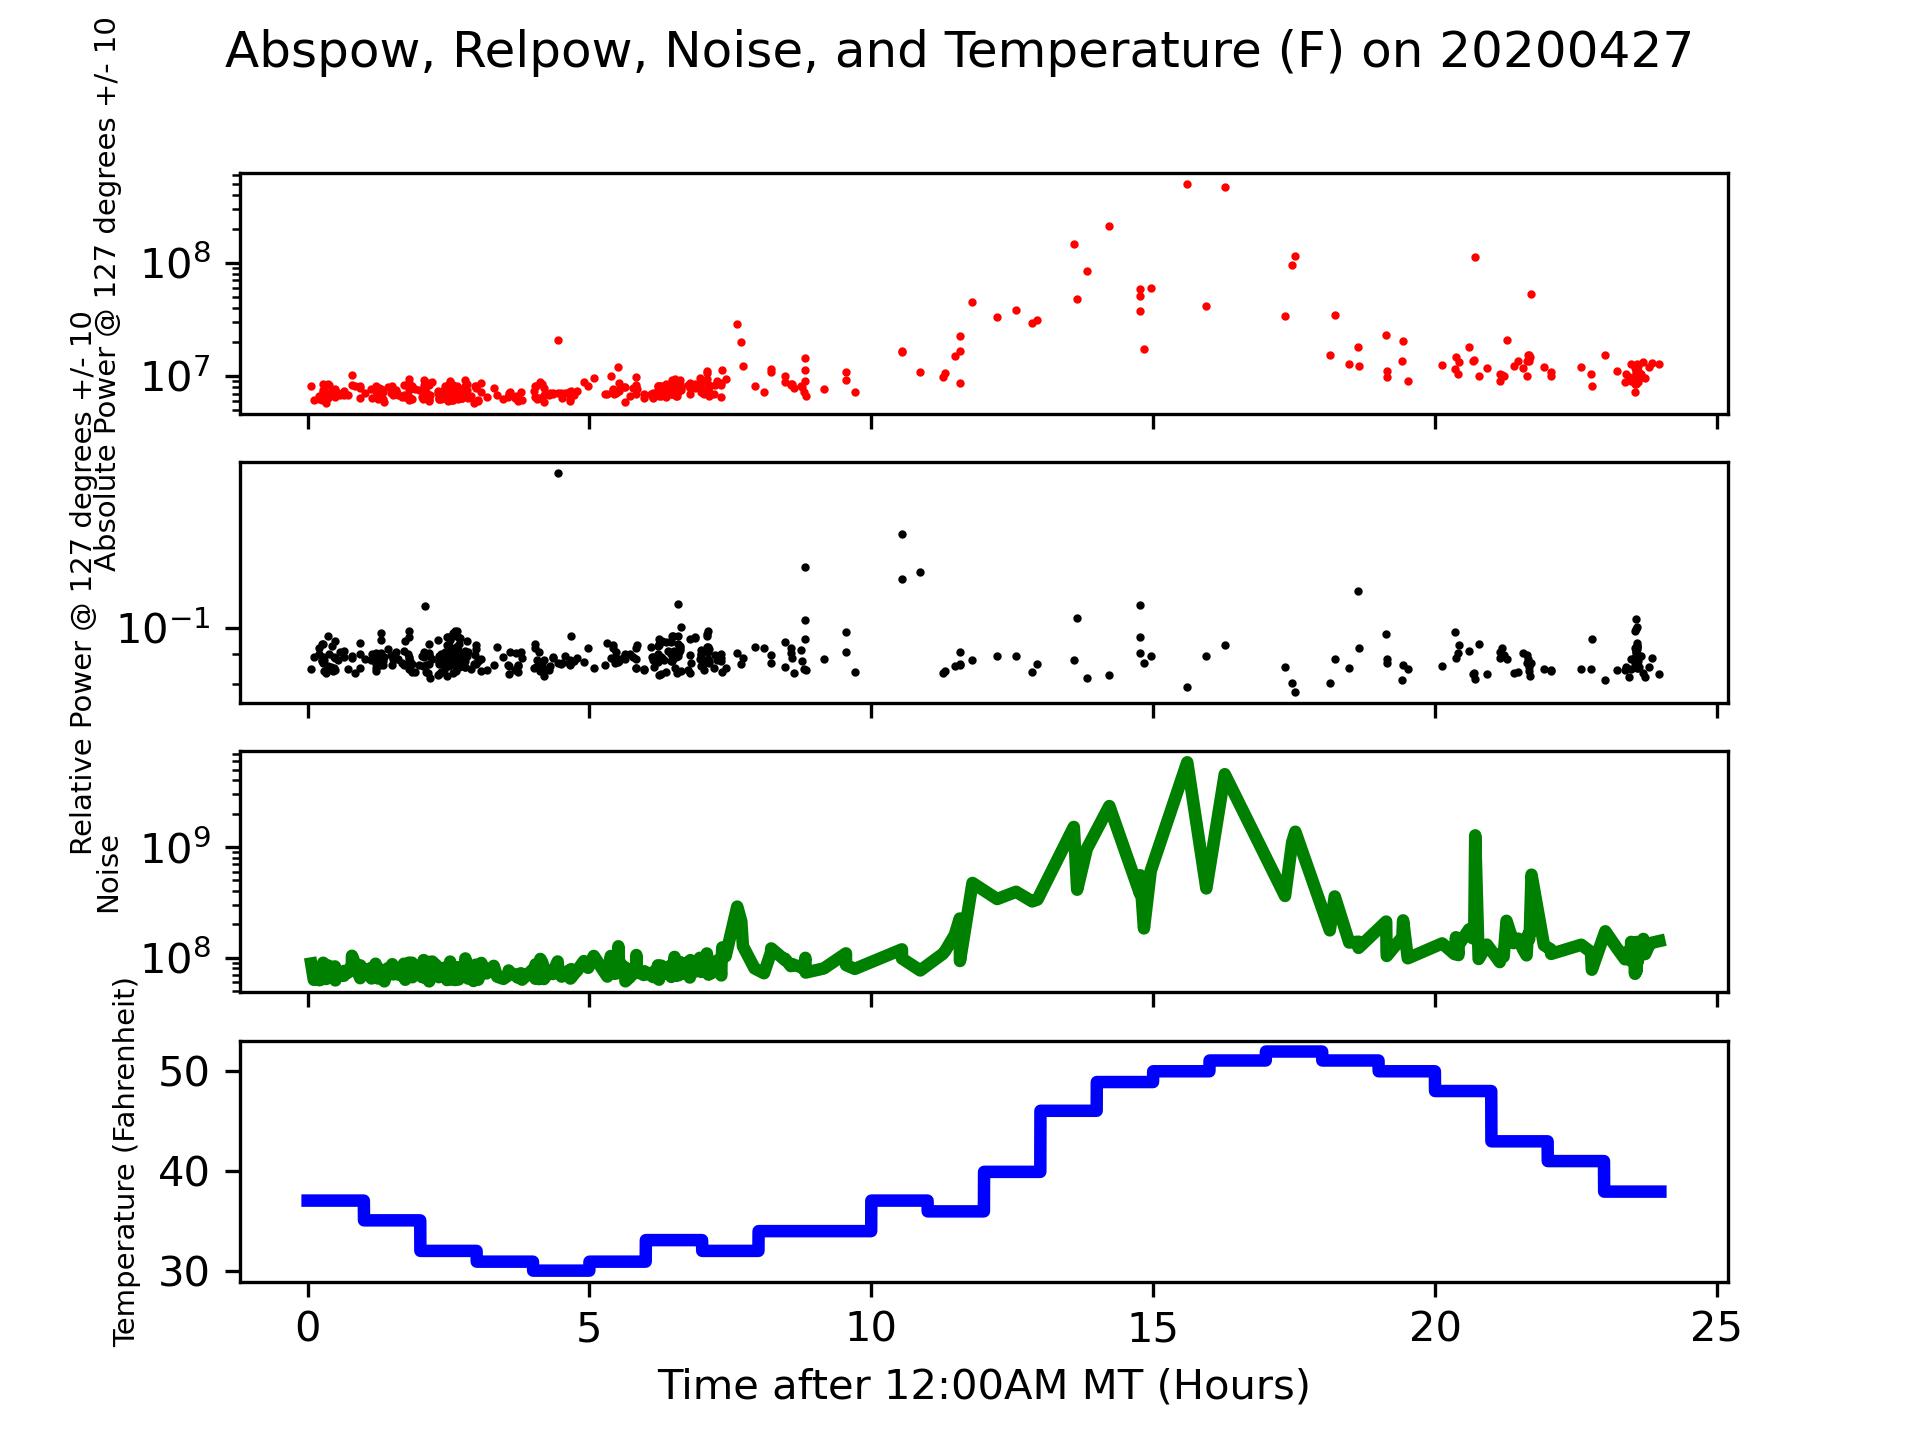 Abspow, Relpow, Noise, and Temperature (F) on 20200427
Absolute Power @ 127 degrees +/- 10
10⁸
10⁷
Relative Power @ 127 degrees +/- 10
10⁻¹
Noise
10⁹
10⁸
Temperature (Fahrenheit)
50
40
30
0 5 10 15 20 25
Time after 12:00AM MT (Hours)